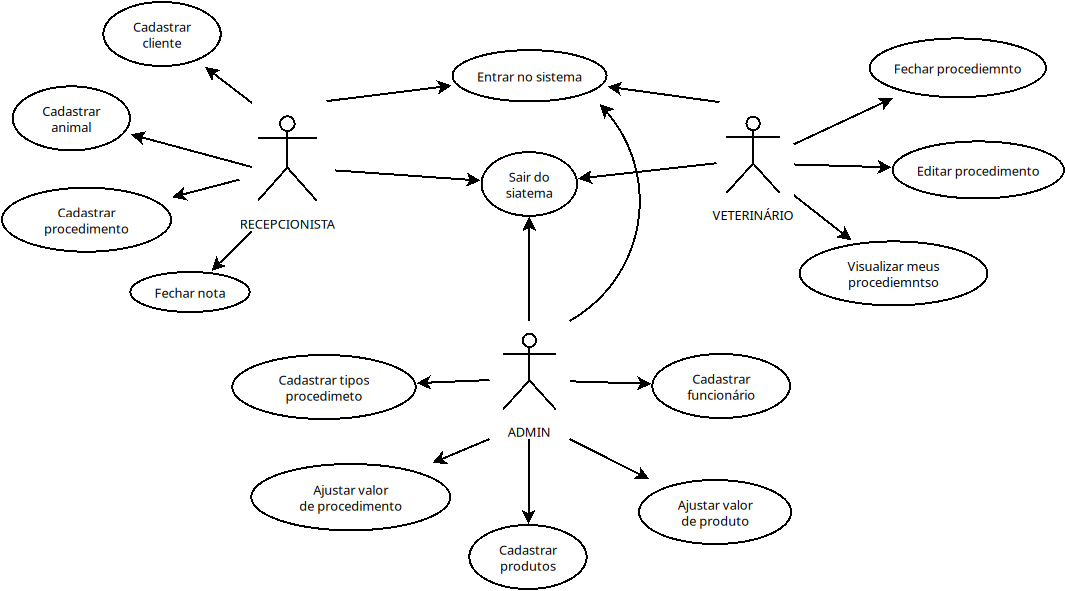 Cadastrar
cliente
Entrar no sistema
Fechar procediemnto
Cadastrar
animal
Sair do
siatema
Editar procedimento
Cadastrar
procedimento
RECEPCIONISTA
VETERINÁRIO
Fechar nota
Visualizar meus
procediemntso
Cadastrar tipos
procedimeto
Cadastrar
funcionário
ADMIN
Ajustar valor
de procedimento
Ajustar valor
de produto
Cadastrar
produtos